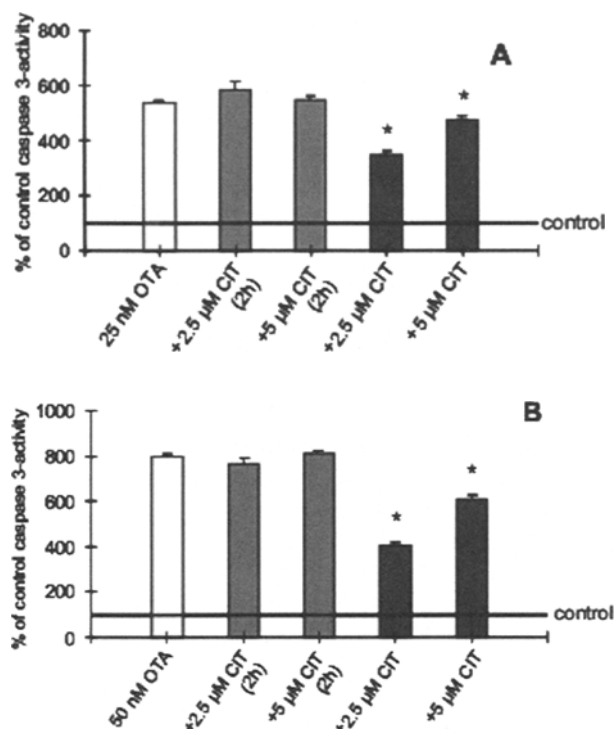 A
% of control caspase 3-activity
800
600
400
200
0
*
*
control
25 nM OTA
+2.5 µM CIT
(2h)
+5 µM CIT
(2h)
+2.5 µM CIT
+ 5 µM CIT
B
% of control caspase 3-activity
1000
800
600
400
200
0
*
*
control
50 nM OTA
+2.5 µM CIT
(2h)
+5 µM CIT
(2h)
+2.5 µM CIT
+5 µM CIT